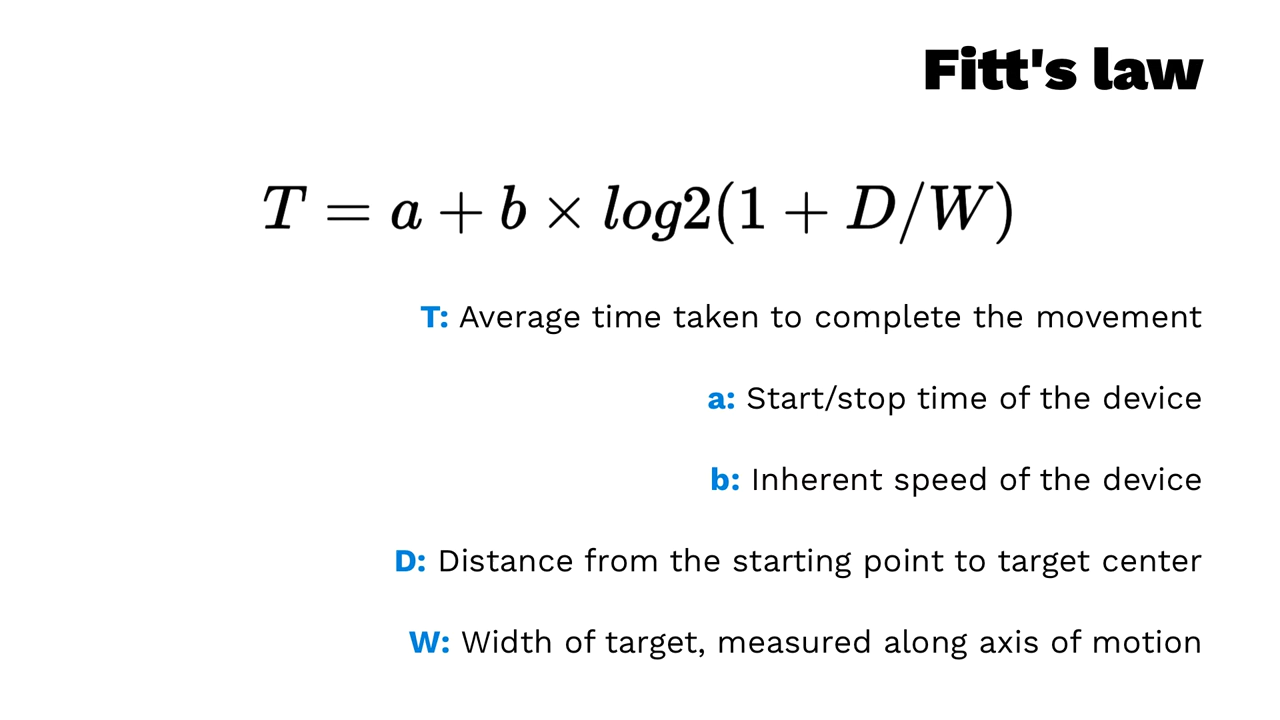 Fitt's law
T = a + b × log2(1 + D/W)
T: Average time taken to complete the movement
a: Start/stop time of the device
b: Inherent speed of the device
D: Distance from the starting point to target center
W: Width of target, measured along axis of motion